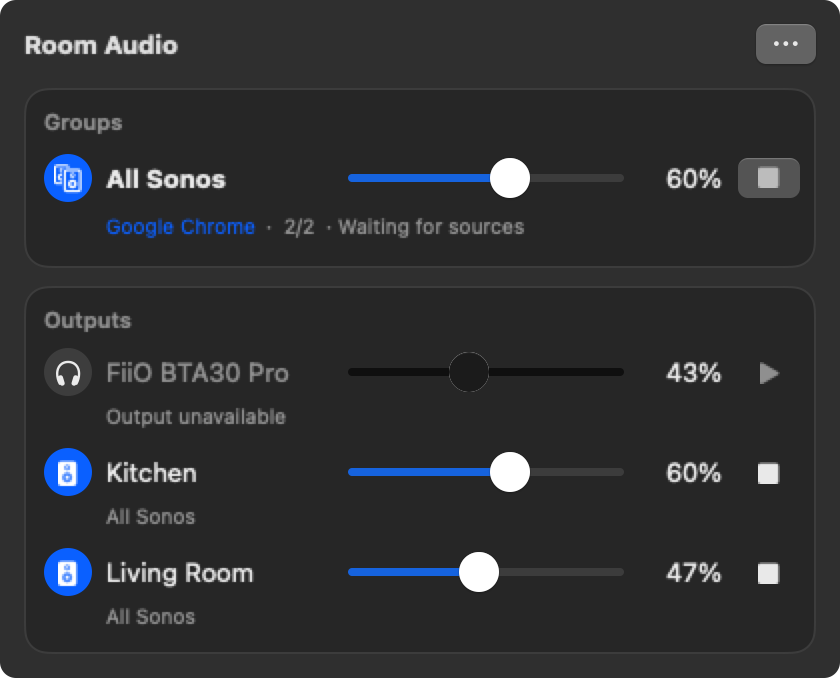 Room Audio
Groups
All Sonos 60%
Google Chrome · 2/2 · Waiting for sources
Outputs
FiiO BTA30 Pro 43%
Output unavailable
Kitchen 60%
All Sonos
Living Room 47%
All Sonos